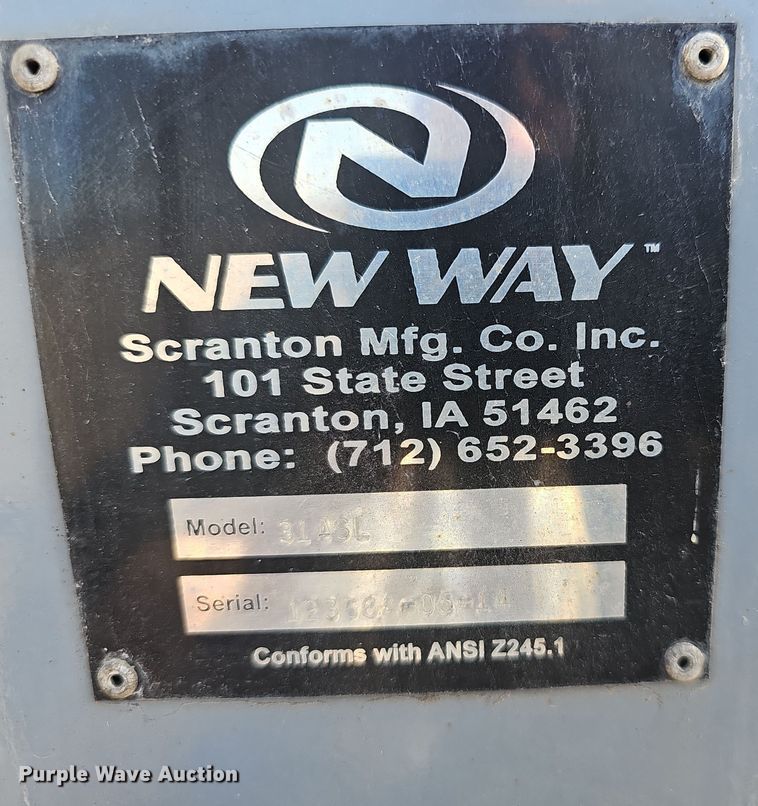 NEW WAY™
Scranton Mfg. Co. Inc.
101 State Street
Scranton, IA 51462
Phone: (712) 652-3396
Model: 31ASL
Serial:
Conforms with ANSI Z245.1
Purple Wave Auction